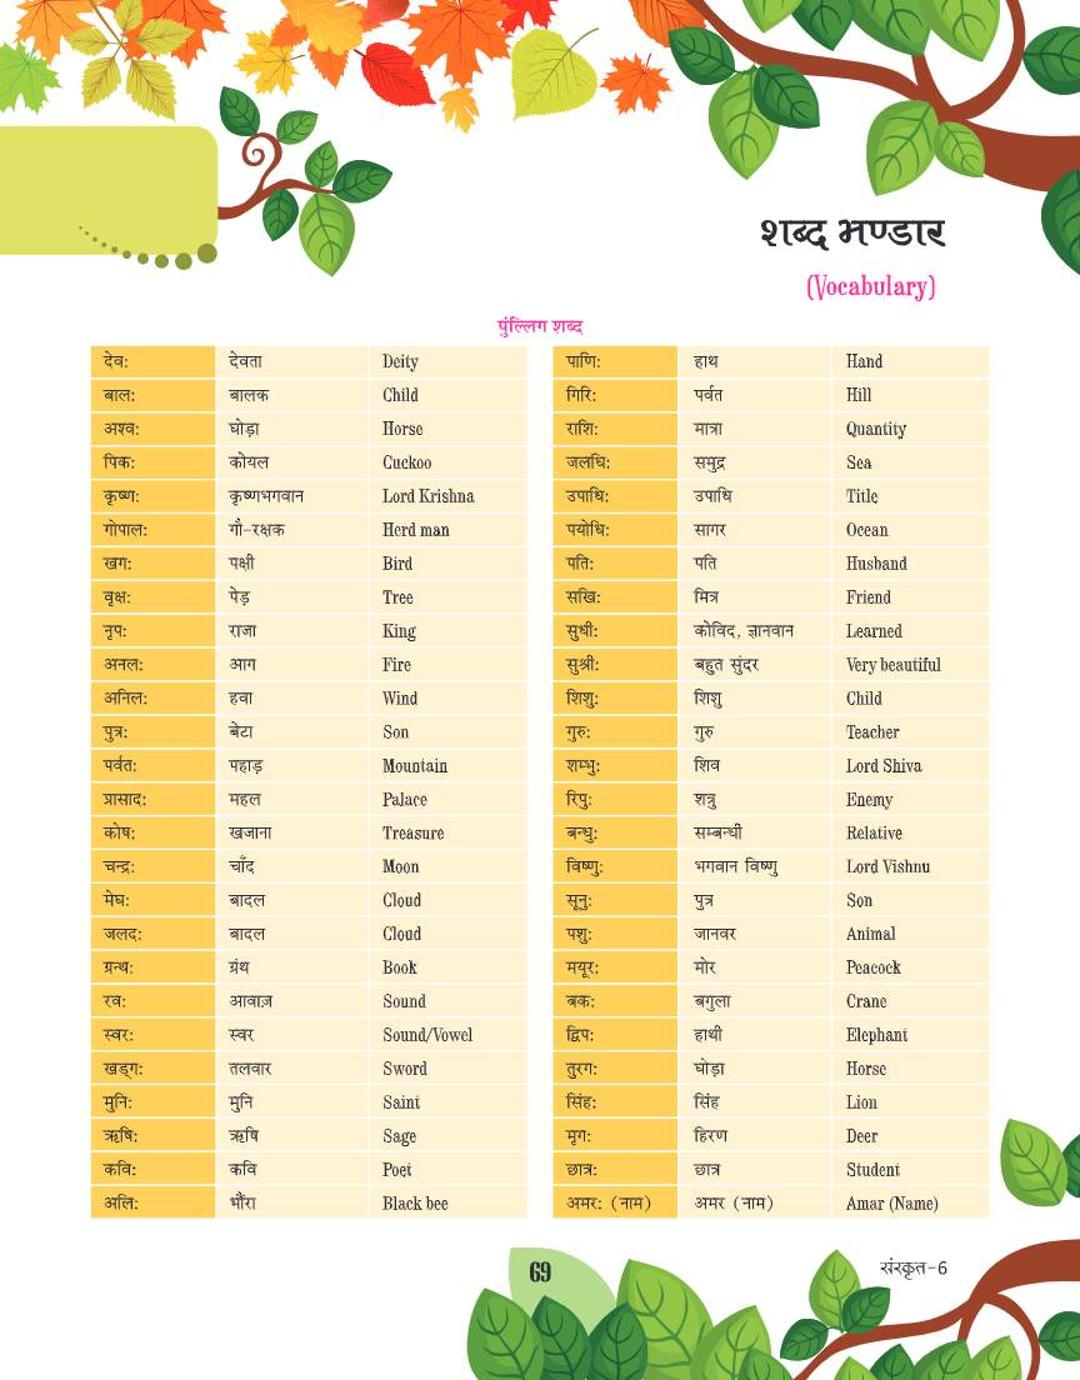 शब्द भण्डार
(Vocabulary)
पुंल्लिग शब्द
देव: देवता Deity
बाल: बालक Child
अश्व: घोड़ा Horse
पिक: कोयल Cuckoo
कृष्ण: कृष्णभगवान Lord Krishna
गोपाल: गौ-रक्षक Herd man
खग: पक्षी Bird
वृक्ष: पेड़ Tree
नृप: राजा King
अनल: आग Fire
अनिल: हवा Wind
पुत्र: बेटा Son
पर्वत: पहाड़ Mountain
प्रासाद: महल Palace
कोष: खजाना Treasure
चन्द्र: चाँद Moon
मेघ: बादल Cloud
जलद: बादल Cloud
ग्रन्थ: ग्रंथ Book
रव: आवाज़ Sound
स्वर: स्वर Sound/Vowel
खड्ग: तलवार Sword
मुनि: मुनि Saint
ऋषि: ऋषि Sage
कवि: कवि Poet
अलि: भौंरा Black bee
पाणि: हाथ Hand
गिरि: पर्वत Hill
राशि: मात्रा Quantity
जलधि: समुद्र Sea
उपाधि: उपाधि Title
पयोधि: सागर Ocean
पति: पति Husband
सखि: मित्र Friend
सुधी: कोविद, ज्ञानवान Learned
सुश्री: बहुत सुंदर Very beautiful
शिशु: शिशु Child
गुरु: गुरु Teacher
शम्भु: शिव Lord Shiva
रिपु: शत्रु Enemy
बन्धु: सम्बन्धी Relative
विष्णु: भगवान विष्णु Lord Vishnu
सूनु: पुत्र Son
पशु: जानवर Animal
मयूर: मोर Peacock
बक: बगुला Crane
द्विप: हाथी Elephant
तुरग: घोड़ा Horse
सिंह: सिंह Lion
मृग: हिरण Deer
छात्र: छात्र Student
अमर: (नाम) अमर (नाम) Amar (Name)
69
संस्कृत-6